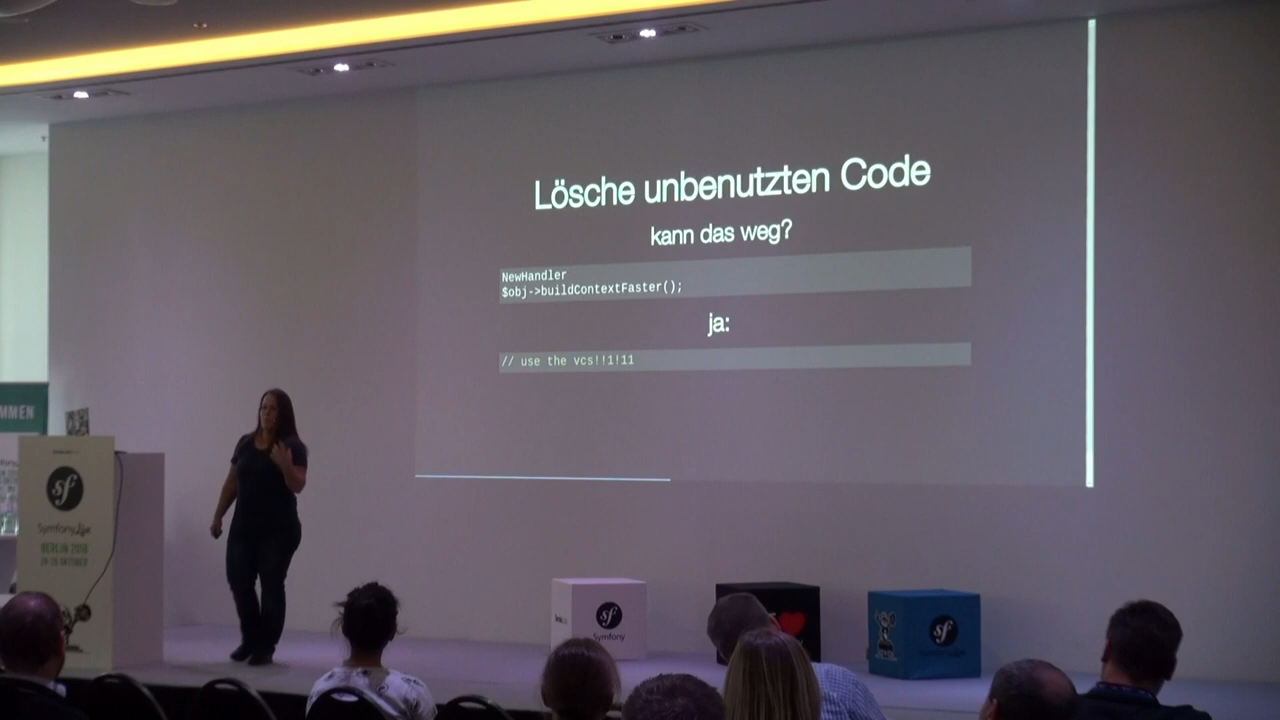 Lösche unbenutzten Code
kann das weg?
NewHandler
$obj->buildContextFaster();
ja:
// use the vcs!!1!11
MMEN
sf
Symfony Live
BERLIN 2018
sf
Symfony
sf